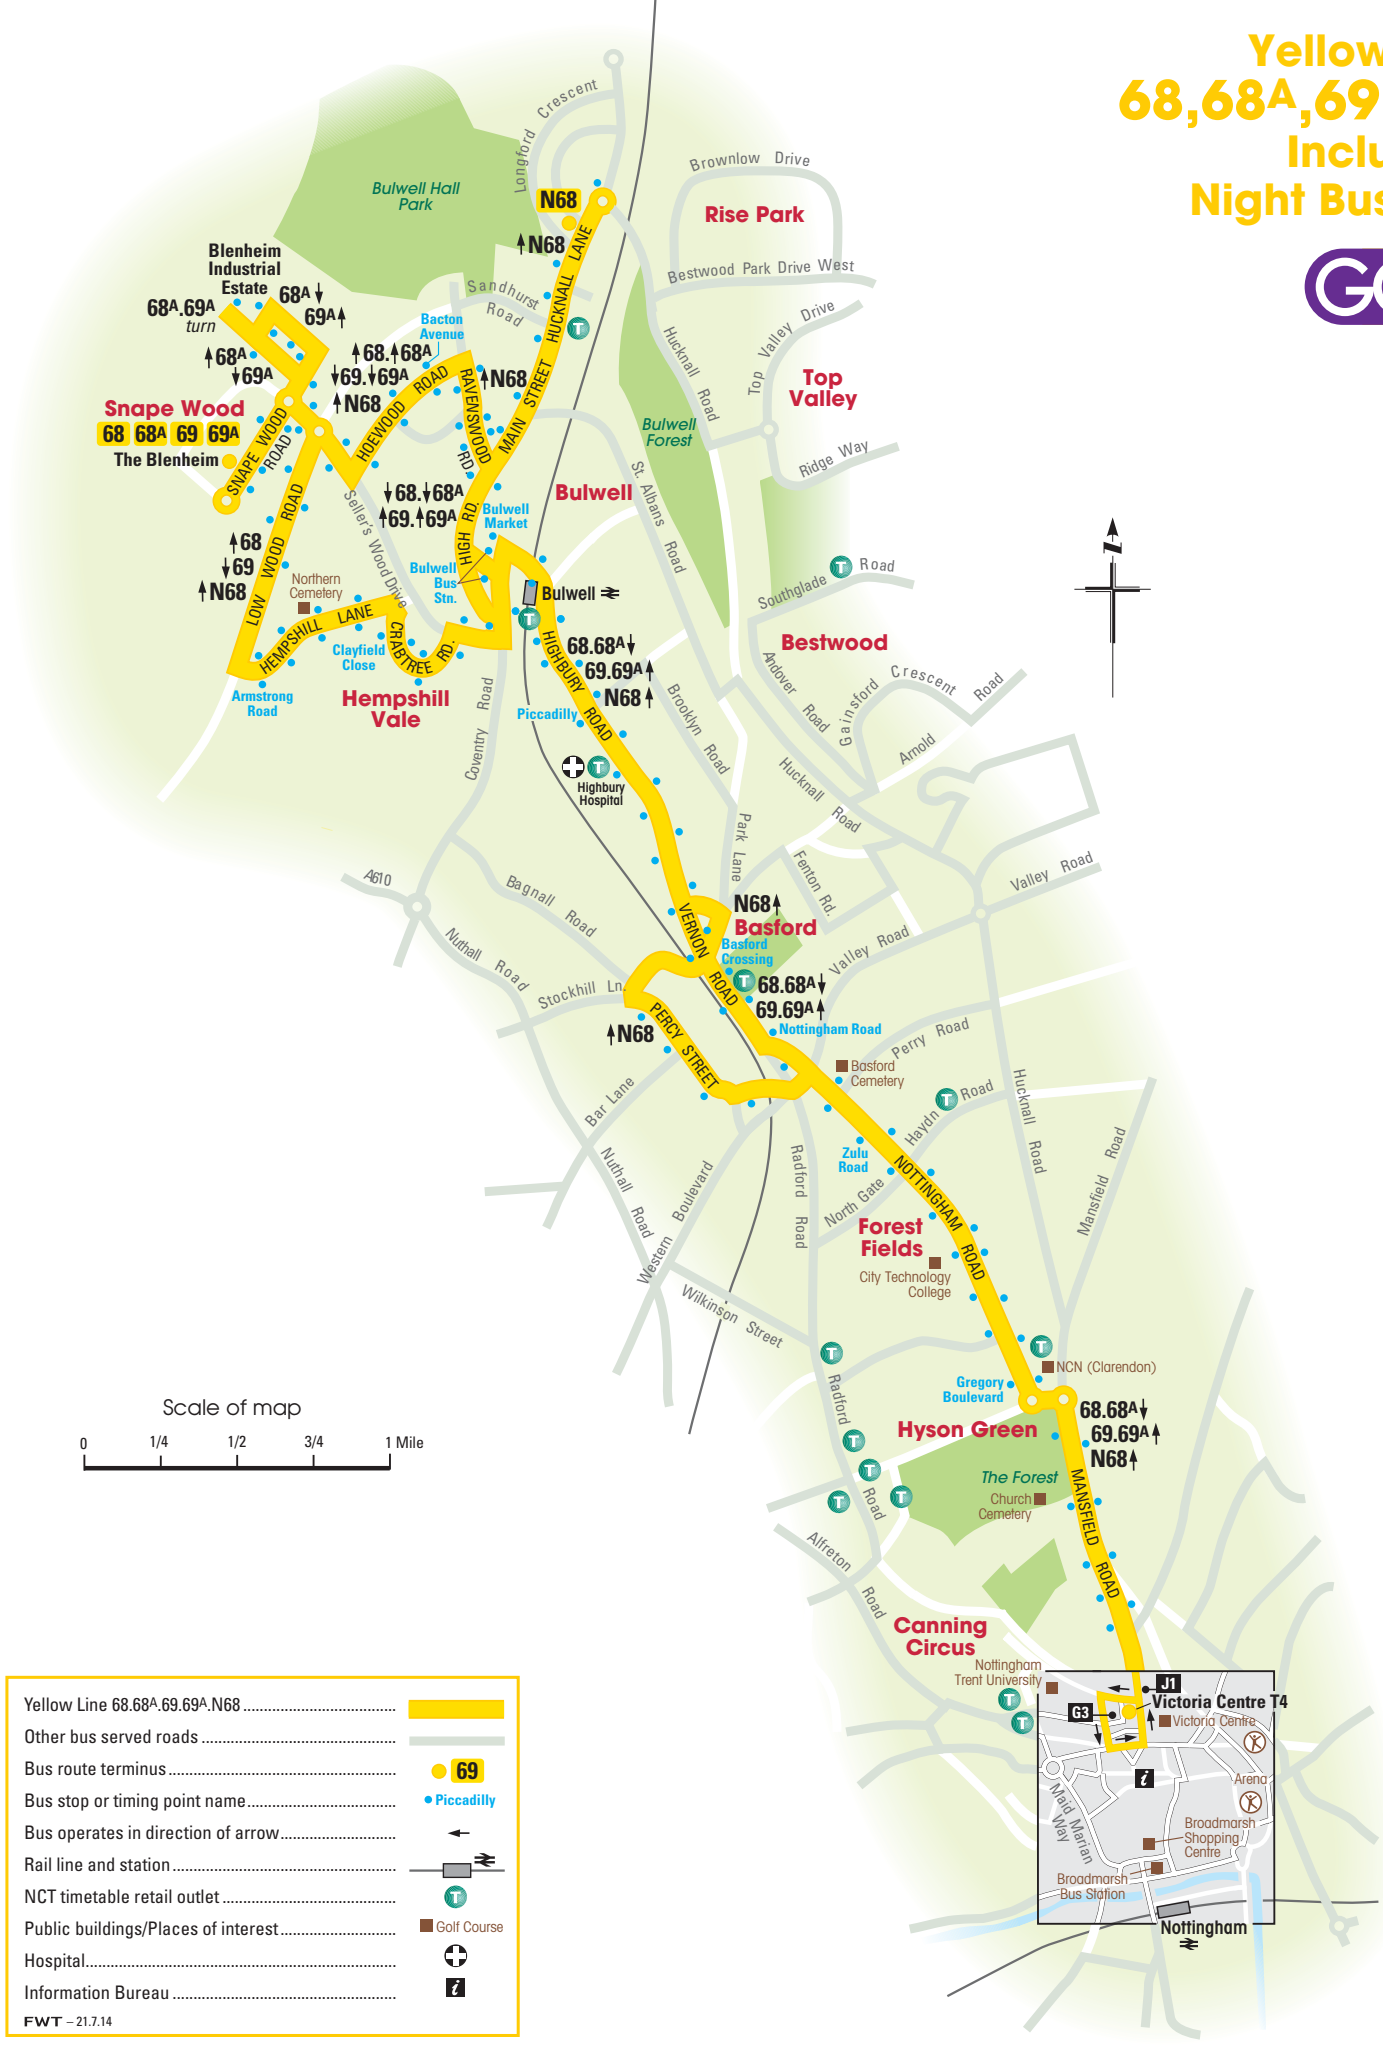 Yellow
68,68A,69
Inclu
Night Bus
GO
Longford Crescent
Bulwell Hall
Park
N68
N68
Brownlow Drive
Rise Park
Bestwood Park Drive West
Blenheim
Industrial
Estate
68A.69A
turn
68A
69A
68A
69A
Sandhurst
Road
Bacton
Avenue
MAIN STREET HUCKNALL LANE
68.68A
69.69A
N68
N68
HOEWOOD ROAD
RAVENSWOOD
RD.
Hucknall Road
Top Valley Drive
Top
Valley
Snape Wood
68 68A 69 69A
The Blenheim
SNAPE WOOD
ROAD
Bulwell
Forest
Ridge Way
Bulwell
St. Albans Road
68.68A
69.69A
HIGH RD.
Bulwell
Market
Seller's Wood Drive
68
69
N68
LOW WOOD ROAD
Northern
Cemetery
Bulwell
Bus
Stn.
Bulwell
Southglade Road
N
HEMPSHILL LANE
CRABTREE RD.
Clayfield
Close
Hempshill
Vale
Armstrong
Road
68.68A
69.69A
N68
HIGHBURY ROAD
Piccadilly
Bestwood
Andover Road
Gainsford Crescent
Road
Arnold
Coventry Road
Brooklyn Road
Hucknall Road
Highbury
Hospital
Park Lane
Fenton Rd.
Valley Road
A610
Bagnall Road
Nuthall Road
Stockhill Ln.
VERNON ROAD
N68
Basford
Basford
Crossing
Valley Road
68.68A
69.69A
Nottingham Road
N68
PERCY STREET
Basford
Cemetery
Perry Road
Haydn Road
Hucknall Road
Mansfield Road
Bar Lane
Zulu
Road
NOTTINGHAM ROAD
Nuthall Road
Western Boulevard
Radford Road
North Gate
Forest
Fields
City Technology
College
Wilkinson Street
Radford
Road
NCN (Clarendon)
Gregory
Boulevard
Hyson Green
68.68A
69.69A
N68
The Forest
Church
Cemetery
MANSFIELD ROAD
Alfreton
Road
Canning
Circus
Nottingham
Trent University
J1
G3
Victoria Centre T4
Victoria Centre
i
Arena
Maid Marian
Way
Broadmarsh
Shopping
Centre
Broadmarsh
Bus Station
Nottingham
Scale of map
0 1/4 1/2 3/4 1 Mile
Yellow Line 68.68A.69.69A.N68
Other bus served roads
Bus route terminus 69
Bus stop or timing point name Piccadilly
Bus operates in direction of arrow
Rail line and station
NCT timetable retail outlet T
Public buildings/Places of interest Golf Course
Hospital
Information Bureau i
FWT – 21.7.14